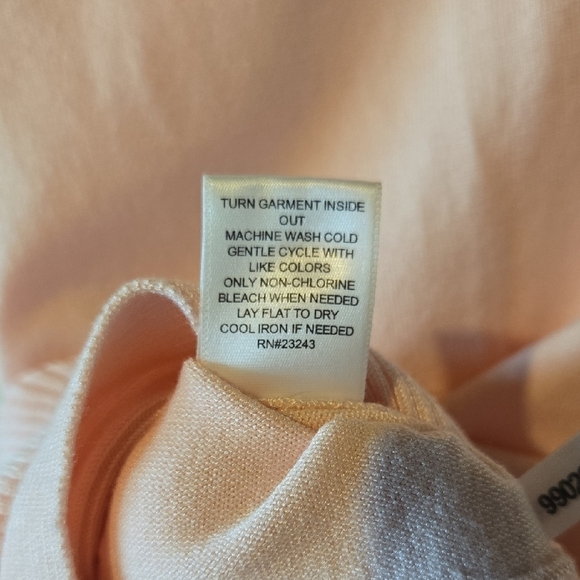 TURN GARMENT INSIDE
OUT
MACHINE WASH COLD
GENTLE CYCLE WITH
LIKE COLORS
ONLY NON-CHLORINE
BLEACH WHEN NEEDED
LAY FLAT TO DRY
COOL IRON IF NEEDED
RN#23243